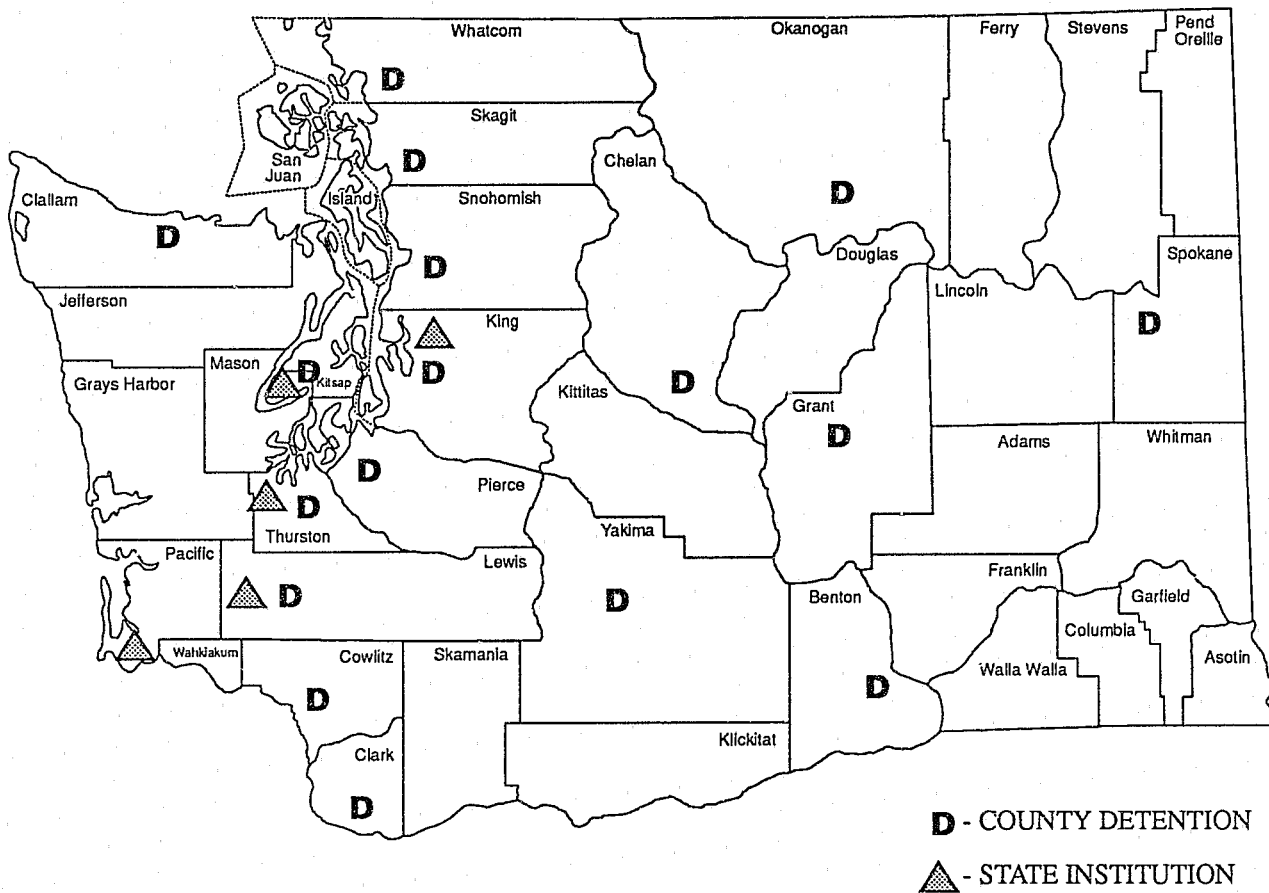 Whatcom
Okanogan
Ferry
Stevens
Pend
Oreille
D
Skagit
San
Juan
D
Chelan
Clallam
Island
Snohomish
D
D
Douglas
Spokane
D
Jefferson
Lincoln
King
D
Mason
D
Kitsap
D
Grays Harbor
Kittitas
D
Grant
D
Adams
Whitman
D
Pierce
D
Thurston
Yakima
Pacific
Lewis
D
D
Benton
Franklin
Garfield
Columbia
Wahkiakum
Cowlitz
Skamania
Walla Walla
Asotin
D
D
Clark
Klickitat
D
D - COUNTY DETENTION
- STATE INSTITUTION